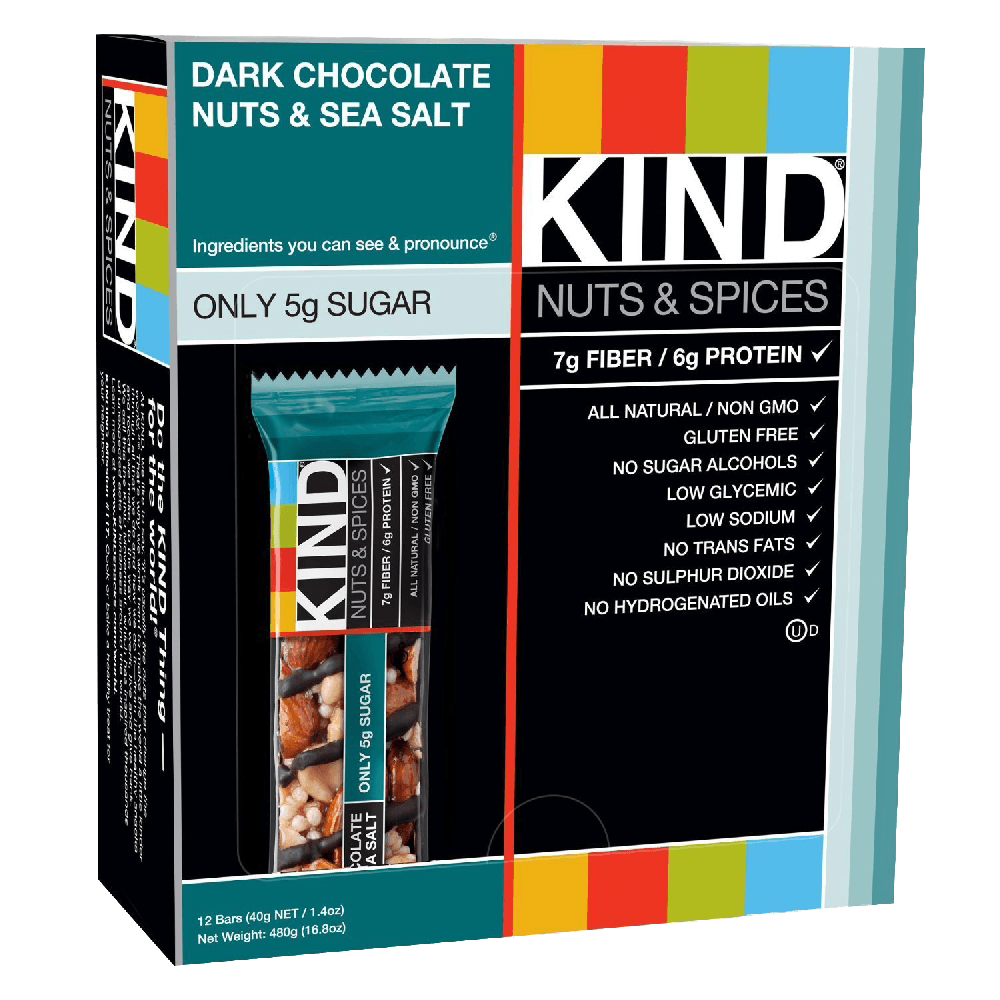 DARK CHOCOLATE
NUTS & SEA SALT
Ingredients you can see & pronounce®
ONLY 5g SUGAR
KIND®
NUTS & SPICES
7g FIBER / 6g PROTEIN ✓
ALL NATURAL / NON GMO ✓
GLUTEN FREE ✓
NO SUGAR ALCOHOLS ✓
LOW GLYCEMIC ✓
LOW SODIUM ✓
NO TRANS FATS ✓
NO SULPHUR DIOXIDE ✓
NO HYDROGENATED OILS ✓
Ⓤ D
KIND
NUTS & SPICES
7g FIBER / 6g PROTEIN ✓
ALL NATURAL / NON GMO ✓
GLUTEN FREE ✓
ONLY 5g SUGAR
COLATE
A SALT
12 Bars (40g NET / 1.4oz)
Net Weight: 480g (16.8oz)
KIND
NUTS & SPICES
Do the KIND Thing
for the world!®